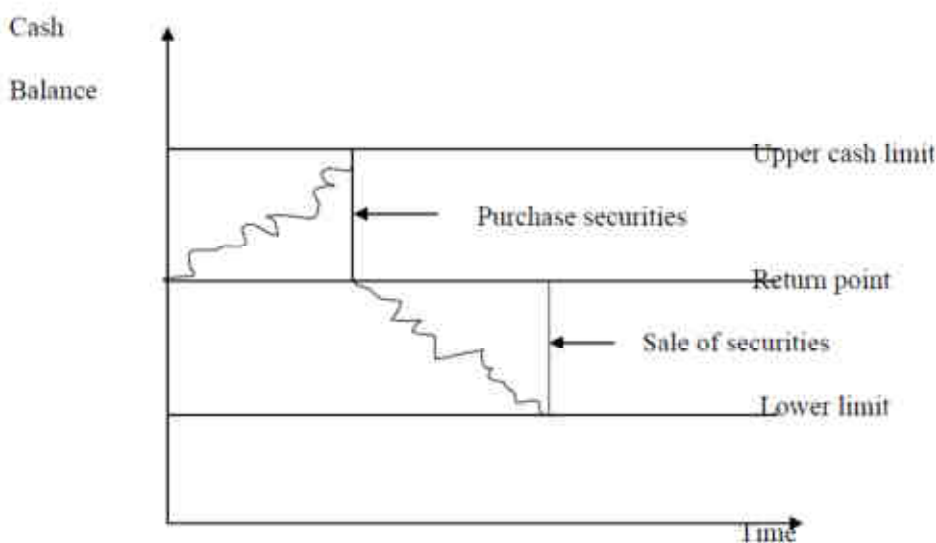 Cash
Balance
Upper cash limit
Purchase securities
Return point
Sale of securities
Lower limit
Time